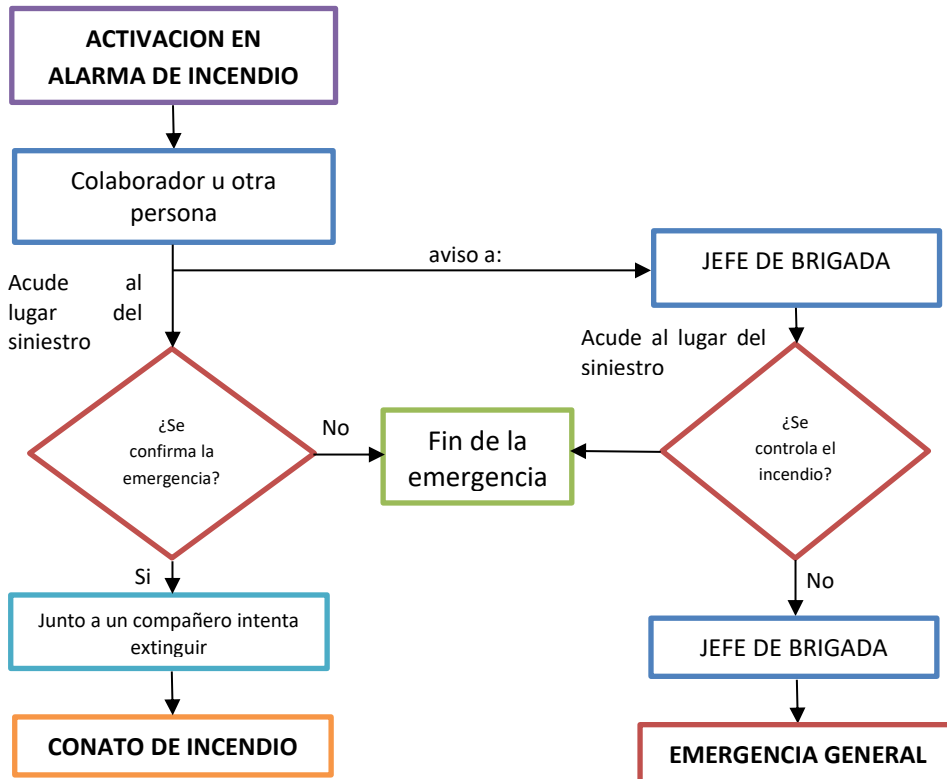 ACTIVACION EN
ALARMA DE INCENDIO
Colaborador u otra
persona
aviso a:
JEFE DE BRIGADA
Acude al
lugar del
siniestro
Acude al lugar del
siniestro
¿Se
confirma la
emergencia?
No
Fin de la
emergencia
¿Se
controla el
incendio?
Si
No
Junto a un compañero intenta
extinguir
JEFE DE BRIGADA
CONATO DE INCENDIO
EMERGENCIA GENERAL